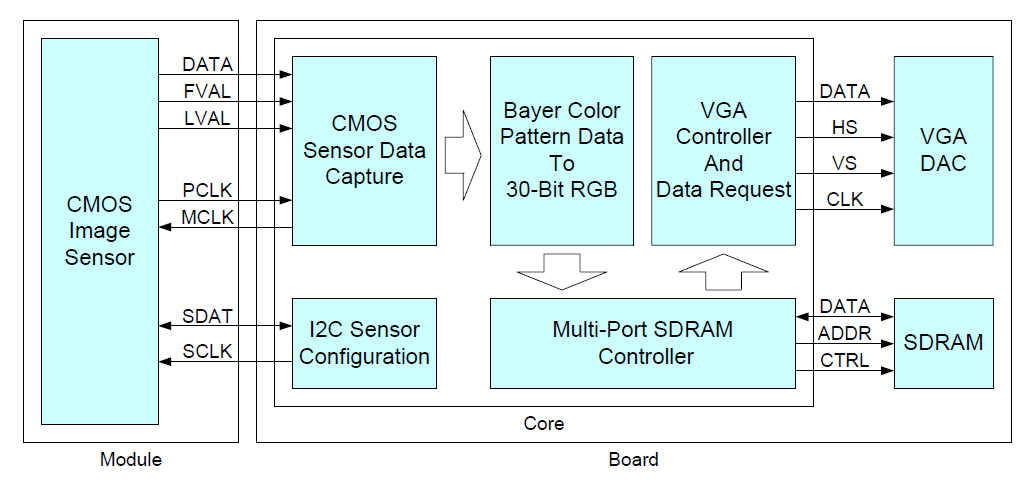 DATA
FVAL
LVAL
PCLK
MCLK
SDAT
SCLK
CMOS
Image
Sensor
CMOS
Sensor Data
Capture
Bayer Color
Pattern Data
To
30-Bit RGB
VGA
Controller
And
Data Request
DATA
HS
VS
CLK
VGA
DAC
I2C Sensor
Configuration
Multi-Port SDRAM
Controller
DATA
ADDR
CTRL
SDRAM
Core
Module
Board